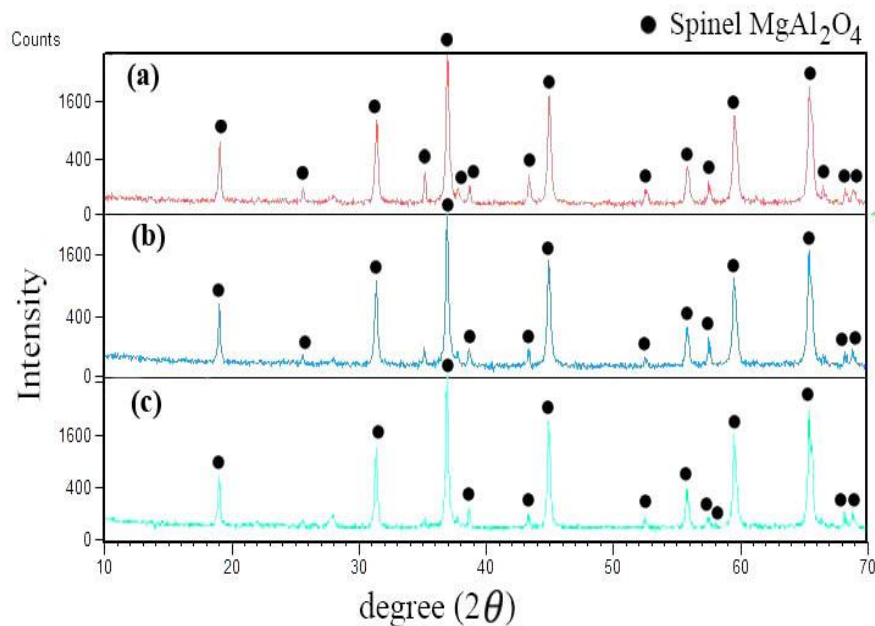 ● Spinel MgAl₂O₄
Counts
(a)
1600
400
0
(b)
1600
400
0
(c)
1600
400
0
Intensity
10 20 30 40 50 60 70
degree (2θ)